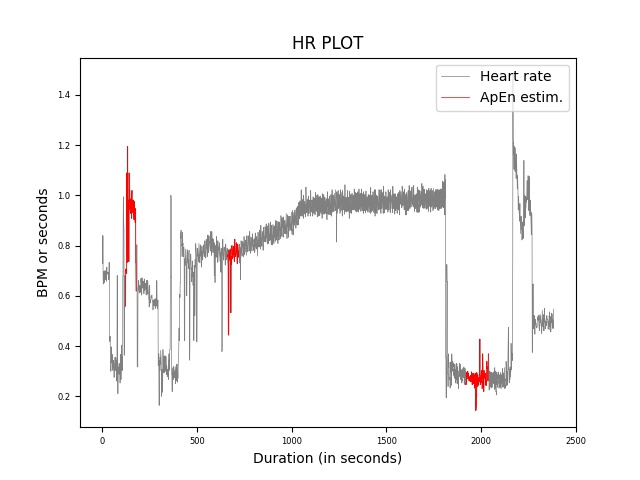 HR PLOT
Heart rate
ApEn estim.
BPM or seconds
1.4
1.2
1.0
0.8
0.6
0.4
0.2
0
500
1000
1500
2000
2500
Duration (in seconds)